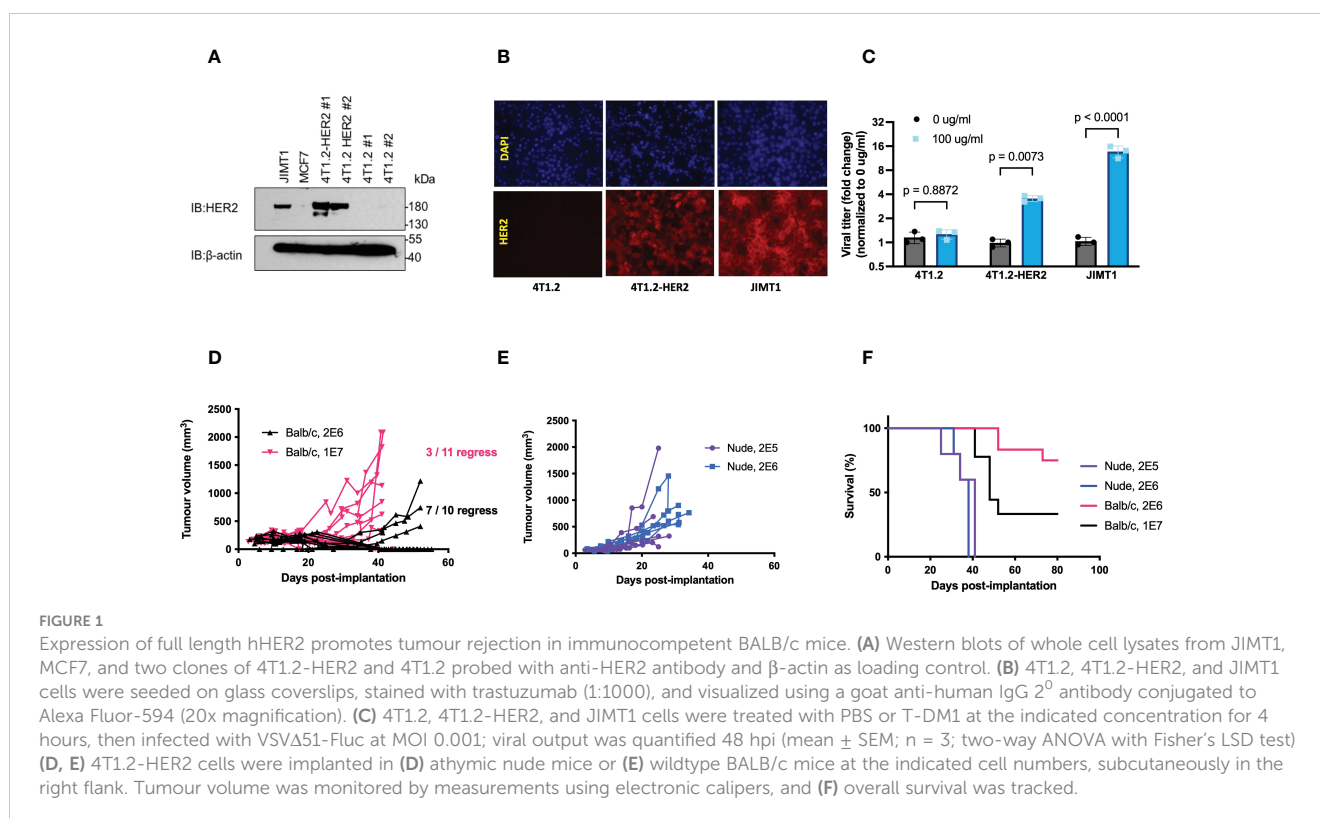 A
JIMT1
MCF7
4T1.2-HER2 #1
4T1.2 HER2 #2
4T1.2 #1
4T1.2 #2
kDa
IB:HER2
180
130
55
IB:β-actin
40
B
DAPI
HER2
4T1.2
4T1.2-HER2
JIMT1
C
Viral titer (fold change)
(normalized to 0 ug/ml)
32
16
8
4
2
1
0.5
0 ug/ml
100 ug/ml
p = 0.8872
p = 0.0073
p < 0.0001
4T1.2
4T1.2-HER2
JIMT1
D
Tumour volume (mm³)
2500
2000
1500
1000
500
0
Balb/c, 2E6
Balb/c, 1E7
3 / 11 regress
7 / 10 regress
0 20 40 60
Days post-implantation
E
Tumour volume (mm³)
2500
2000
1500
1000
500
0
Nude, 2E5
Nude, 2E6
0 20 40 60
Days post-implantation
F
Survival (%)
100
50
0
Nude, 2E5
Nude, 2E6
Balb/c, 2E6
Balb/c, 1E7
0 20 40 60 80 100
Days post-implantation
FIGURE 1
Expression of full length hHER2 promotes tumour rejection in immunocompetent BALB/c mice. (A) Western blots of whole cell lysates from JIMT1,
MCF7, and two clones of 4T1.2-HER2 and 4T1.2 probed with anti-HER2 antibody and β-actin as loading control. (B) 4T1.2, 4T1.2-HER2, and JIMT1
cells were seeded on glass coverslips, stained with trastuzumab (1:1000), and visualized using a goat anti-human IgG 2⁰ antibody conjugated to
Alexa Fluor-594 (20x magnification). (C) 4T1.2, 4T1.2-HER2, and JIMT1 cells were treated with PBS or T-DM1 at the indicated concentration for 4
hours, then infected with VSVΔ51-Fluc at MOI 0.001; viral output was quantified 48 hpi (mean ± SEM; n = 3; two-way ANOVA with Fisher's LSD test)
(D, E) 4T1.2-HER2 cells were implanted in (D) athymic nude mice or (E) wildtype BALB/c mice at the indicated cell numbers, subcutaneously in the
right flank. Tumour volume was monitored by measurements using electronic calipers, and (F) overall survival was tracked.